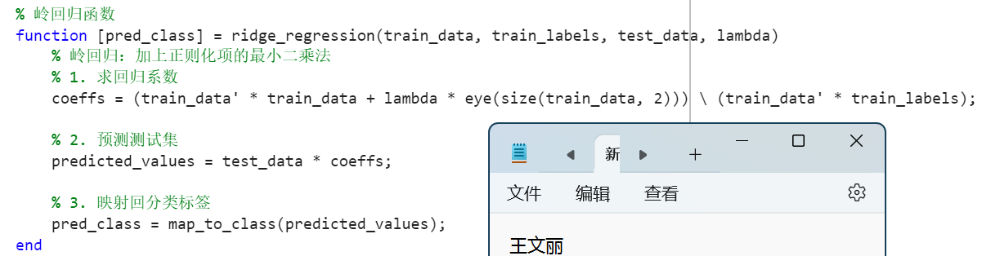 % 岭回归函数
function [pred_class] = ridge_regression(train_data, train_labels, test_data, lambda)
% 岭回归：加上正则化项的最小二乘法
% 1. 求回归系数
coeffs = (train_data' * train_data + lambda * eye(size(train_data, 2))) \ (train_data' * train_labels);
% 2. 预测测试集
predicted_values = test_data * coeffs;
% 3. 映射回分类标签
pred_class = map_to_class(predicted_values);
end
新
文件 编辑 查看
王文丽